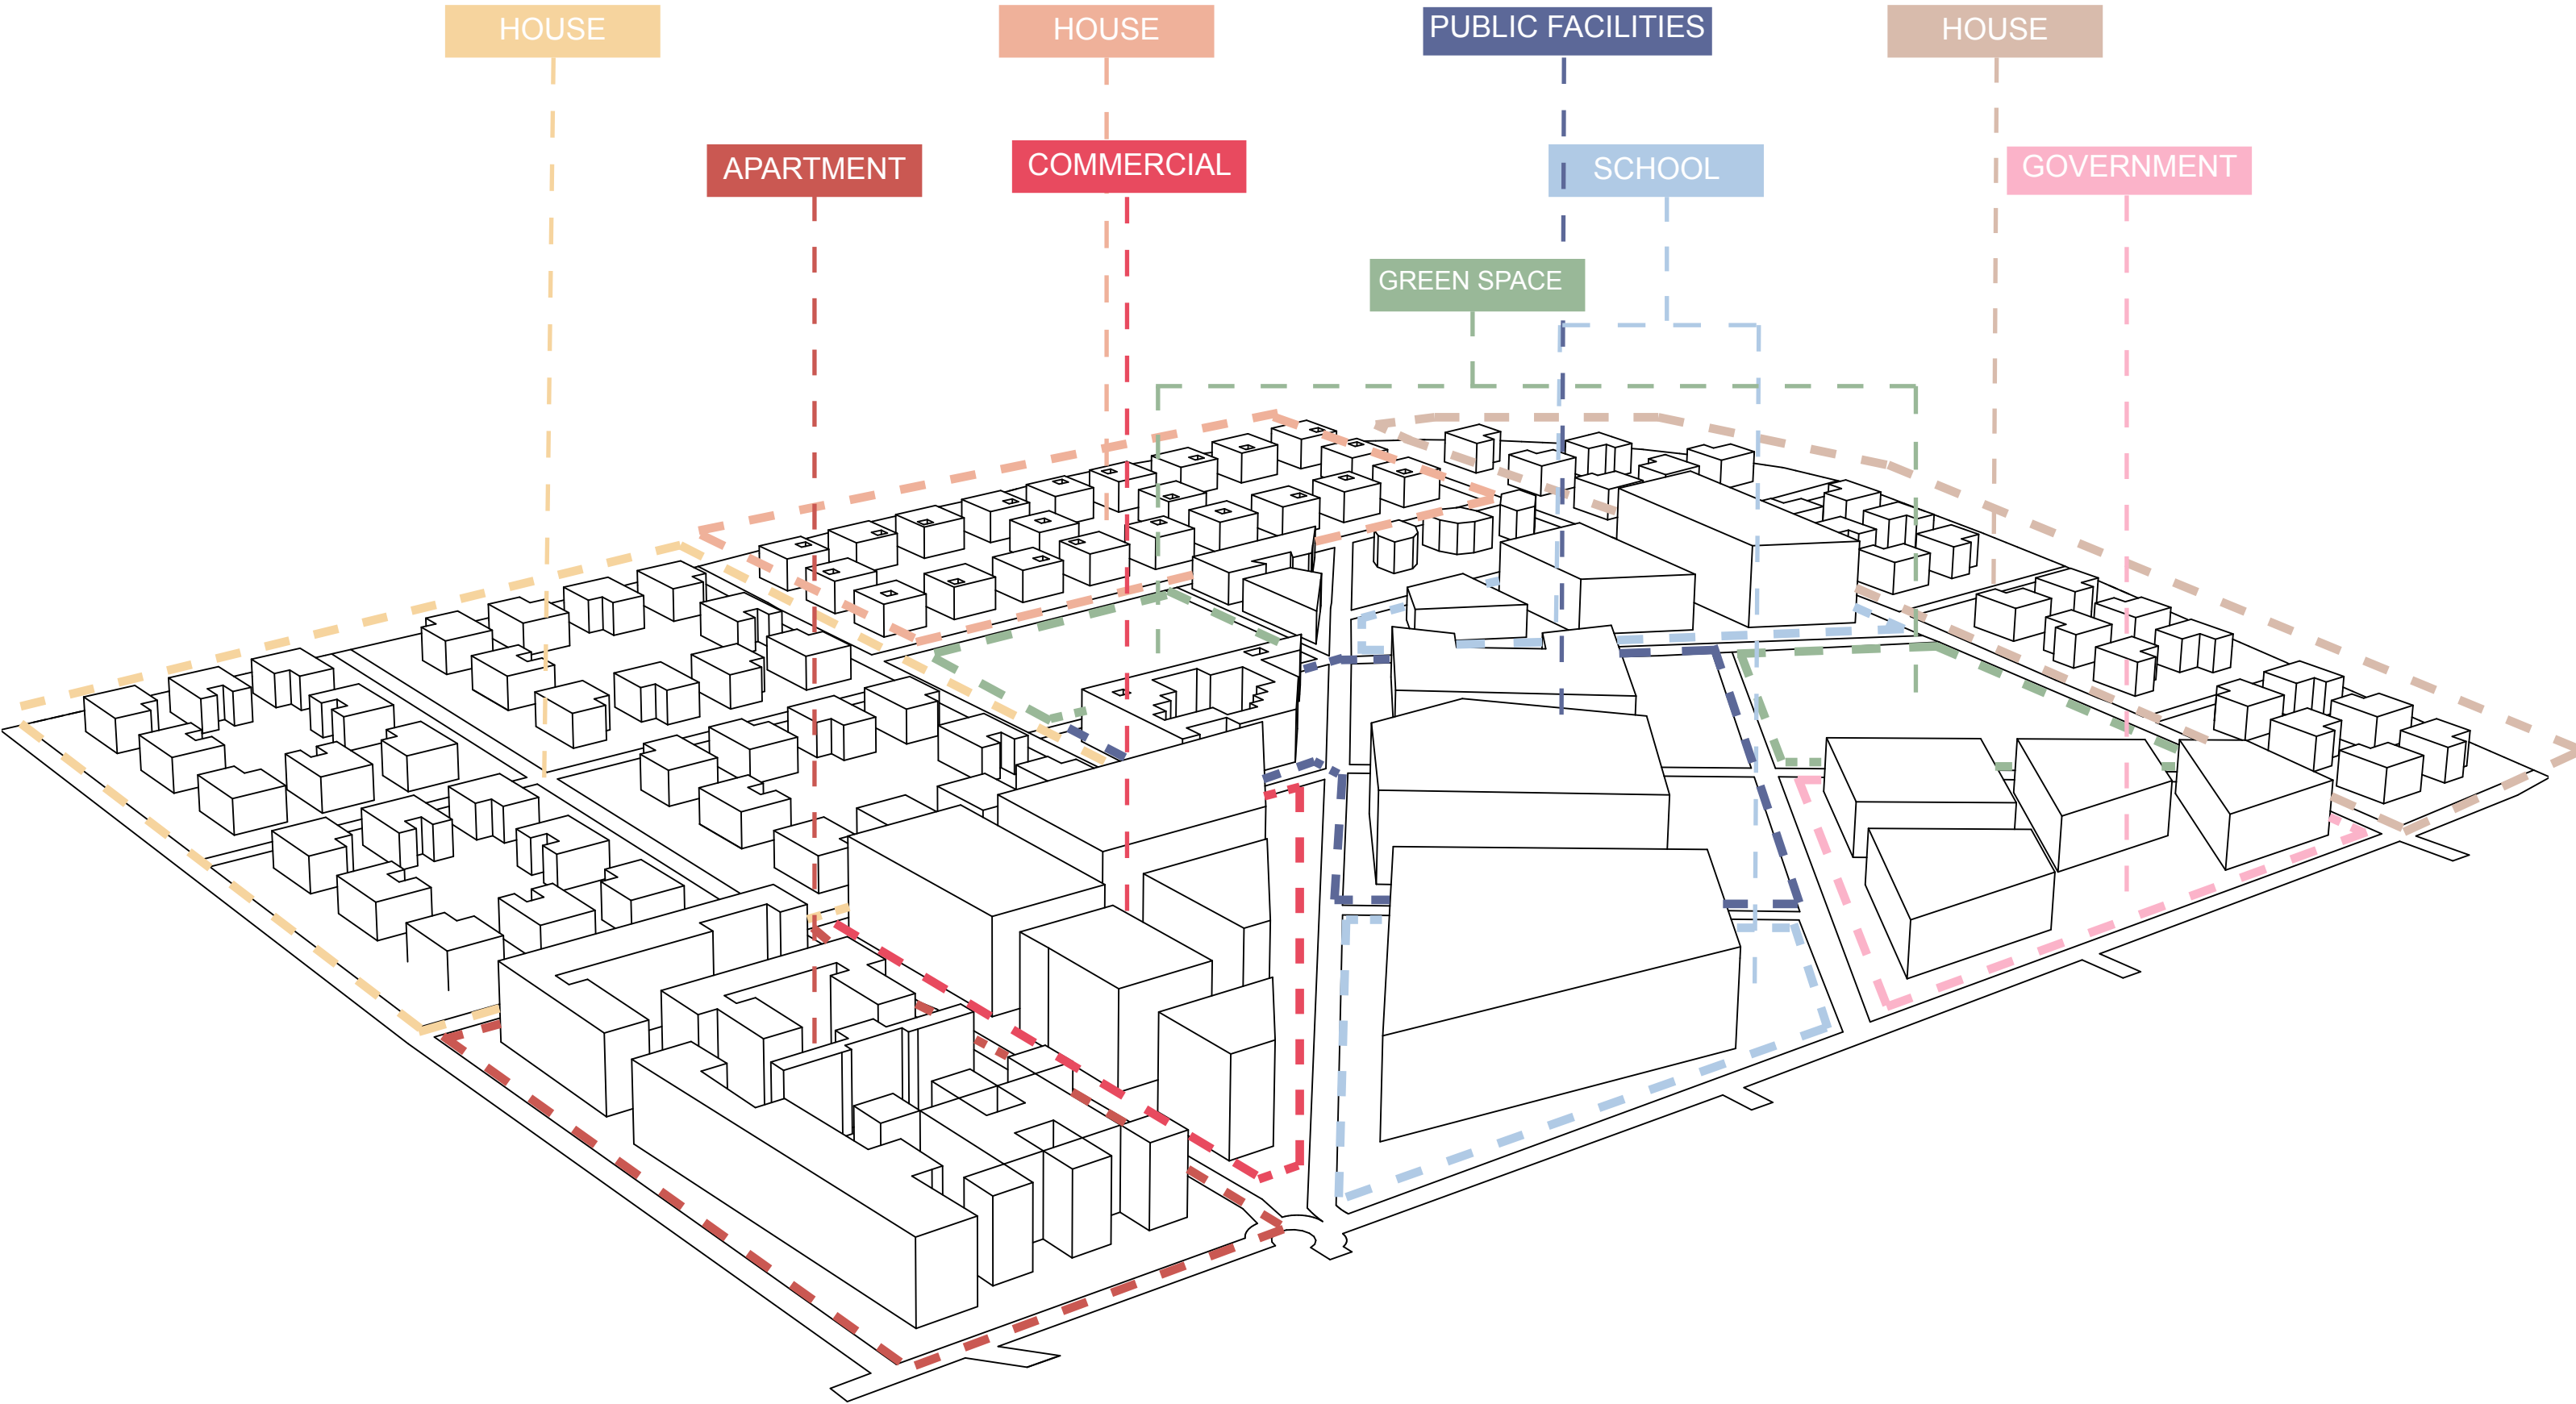 HOUSE
HOUSE
PUBLIC FACILITIES
HOUSE
APARTMENT
COMMERCIAL
SCHOOL
GOVERNMENT
GREEN SPACE